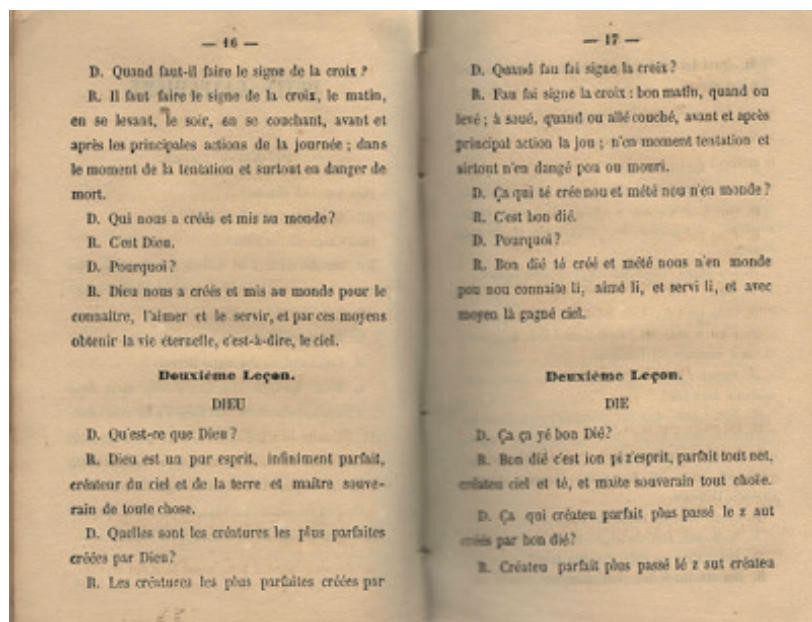 — 16 —
D. Quand faut-il faire le signe de la croix ?
R. Il faut faire le signe de la croix, le matin,
en se levant, le soir, en se couchant, avant et
après les principales actions de la journée ; dans
le moment de la tentation et surtout en danger de
mort.
D. Qui nous a créés et mis au monde ?
R. C'est Dieu.
D. Pourquoi ?
R. Dieu nous a créés et mis au monde pour le
connaître, l'aimer et le servir, et par ces moyens
obtenir la vie éternelle, c'est-à-dire, le ciel.
Deuxième Leçon.
DIEU
D. Qu'est-ce que Dieu ?
R. Dieu est un pur esprit, infiniment parfait,
créateur du ciel et de la terre et maître souve-
rain de toute chose.
D. Quelles sont les créatures les plus parfaites
créées par Dieu?
R. Les créatures les plus parfaites créées par
— 17 —
D. Quand fau fai signe la croix ?
R. Fau fai signe la croix : bon matin, quand ou
levé ; à soué, quand ou allé couché, avant et après
principal action la jou ; n'en moment tentation et
sirtout n'en dangé pou ou mouri.
D. Ça qui té crée nou et mété nou n'en monde ?
R. C'est bon dié.
D. Pourquoi ?
R. Bon dié té créé et mété nous n'en monde
pou nou connaite li, aimé li, et servi li, et avec
moyen là gagné ciel.
Deuxième Leçon.
DIE
D. Ça ça yé bon Dié?
R. Bon dié c'est ion pi z'esprit, parfait tout net,
créateu ciel et té, et maite souverain tout choïe.
D. Ça qui créateu parfait plus passé le z aut
créés par bon dié?
R. Créateu parfait plus passé lé z aut créatea